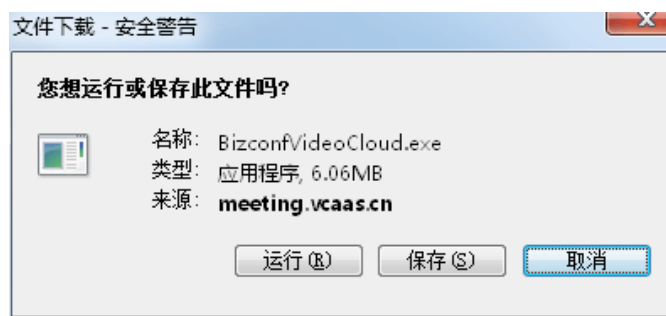 文件下载 - 安全警告
您想运行或保存此文件吗?
名称: BizconfVideoCloud.exe
类型: 应用程序, 6.06MB
来源: meeting.vcaas.cn
运行(R) 保存(S) 取消